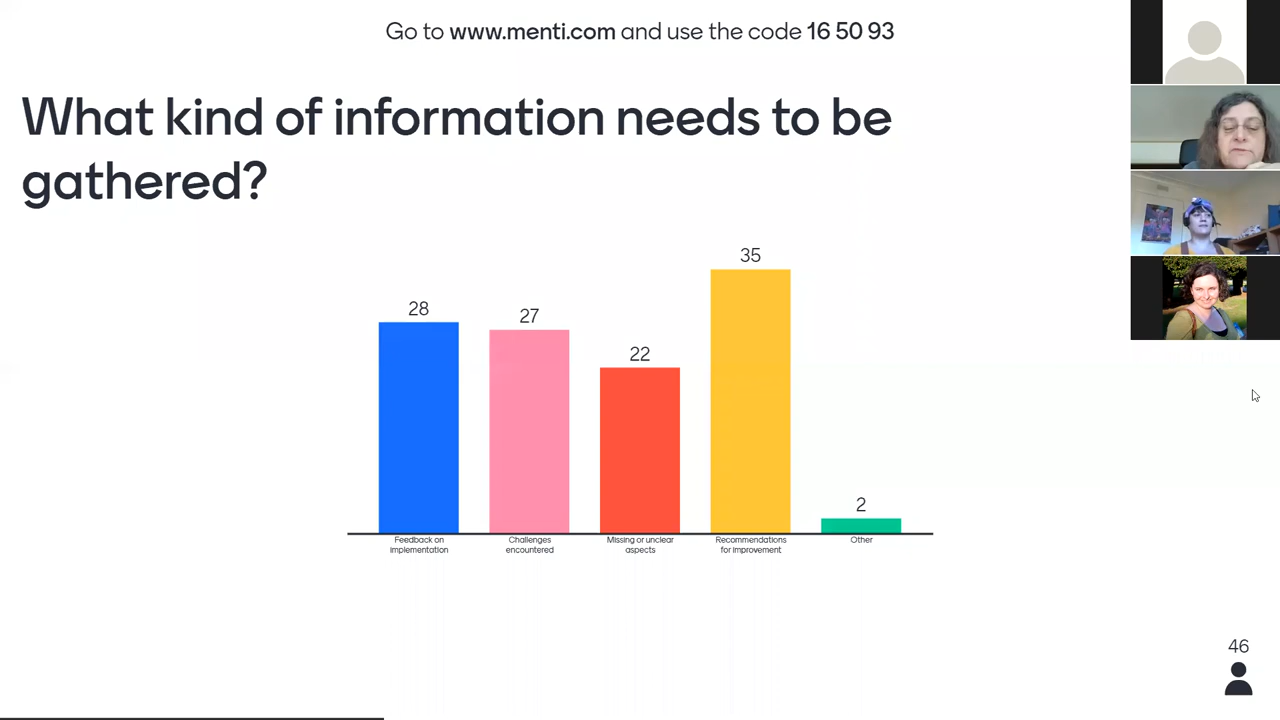 Go to www.menti.com and use the code 16 50 93
What kind of information needs to be
gathered?
28
27
22
35
2
Feedback on
implementation
Challenges
encountered
Missing or unclear
aspects
Recommendations
for improvement
Other
46